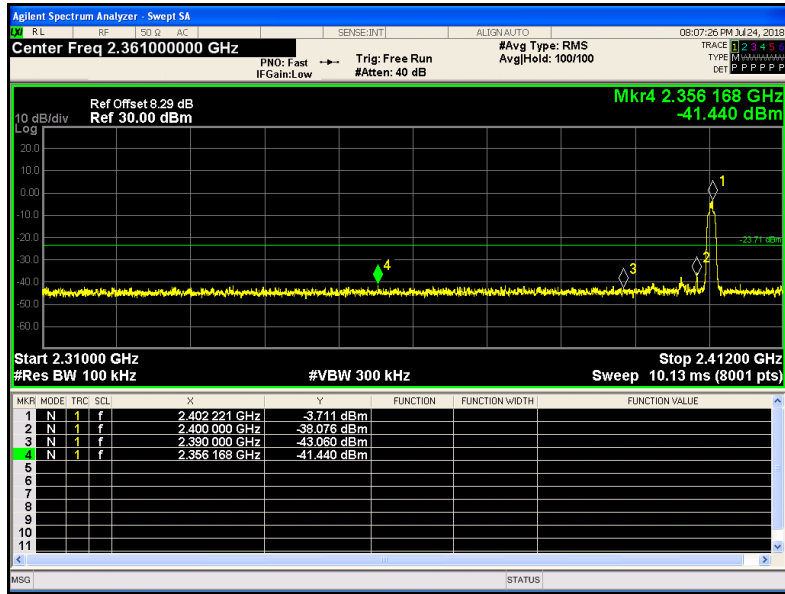 Agilent Spectrum Analyzer - Swept SA
LXI RL RF 50 Ω AC SENSE:INT ALIGN AUTO 08:07:26 PM Jul 24, 2018
Center Freq 2.361000000 GHz #Avg Type: RMS TRACE 1 2 3 4 5 6
PNO: Fast Trig: Free Run Avg|Hold: 100/100 TYPE M WWWWW
IFGain:Low #Atten: 40 dB DET P P P P P P
Mkr4 2.356 168 GHz
-41.440 dBm
Ref Offset 8.29 dB
10 dB/div Ref 30.00 dBm
Log
20.0
10.0
0.00
-10.0
-20.0
-30.0
-40.0
-50.0
-60.0
1
-23.71 dBm
2
3
4
Start 2.31000 GHz Stop 2.41200 GHz
#Res BW 100 kHz #VBW 300 kHz Sweep 10.13 ms (8001 pts)
MKR MODE TRC SCL X Y FUNCTION FUNCTION WIDTH FUNCTION VALUE
1 N 1 f 2.402 221 GHz -3.711 dBm
2 N 1 f 2.400 000 GHz -38.076 dBm
3 N 1 f 2.390 000 GHz -43.060 dBm
4 N 1 f 2.356 168 GHz -41.440 dBm
5
6
7
8
9
10
11
MSG STATUS